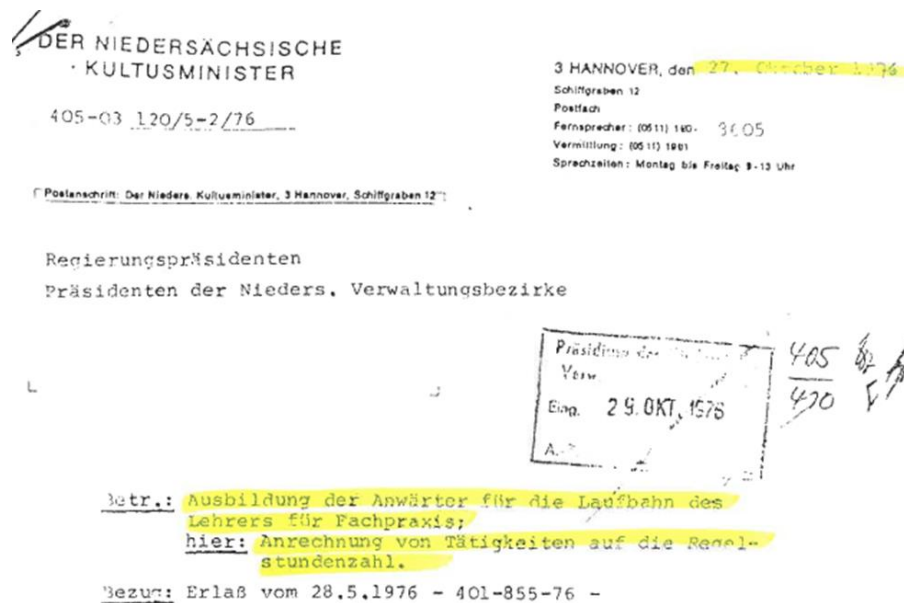 DER NIEDERSÄCHSISCHE
KULTUSMINISTER
405-03 120/5-2/76
3 HANNOVER, den 27. Oktober 1976
Schiffgraben 12
Postfach
Fernsprecher: (0511) 190- 3605
Vermittlung: (0511) 1901
Sprechzeiten: Montag bis Freitag 9-13 Uhr
Postanschrift: Der Nieders. Kultusminister, 3 Hannover, Schiffgraben 12
Regierungspräsidenten
Präsidenten der Nieders. Verwaltungsbezirke
Eing. 29. OKT. 1976
405
420
Betr.: Ausbildung der Anwärter für die Laufbahn des
Lehrers für Fachpraxis;
hier: Anrechnung von Tätigkeiten auf die Regel-
stundenzahl.
Bezug: Erlaß vom 28.5.1976 - 401-855-76 -